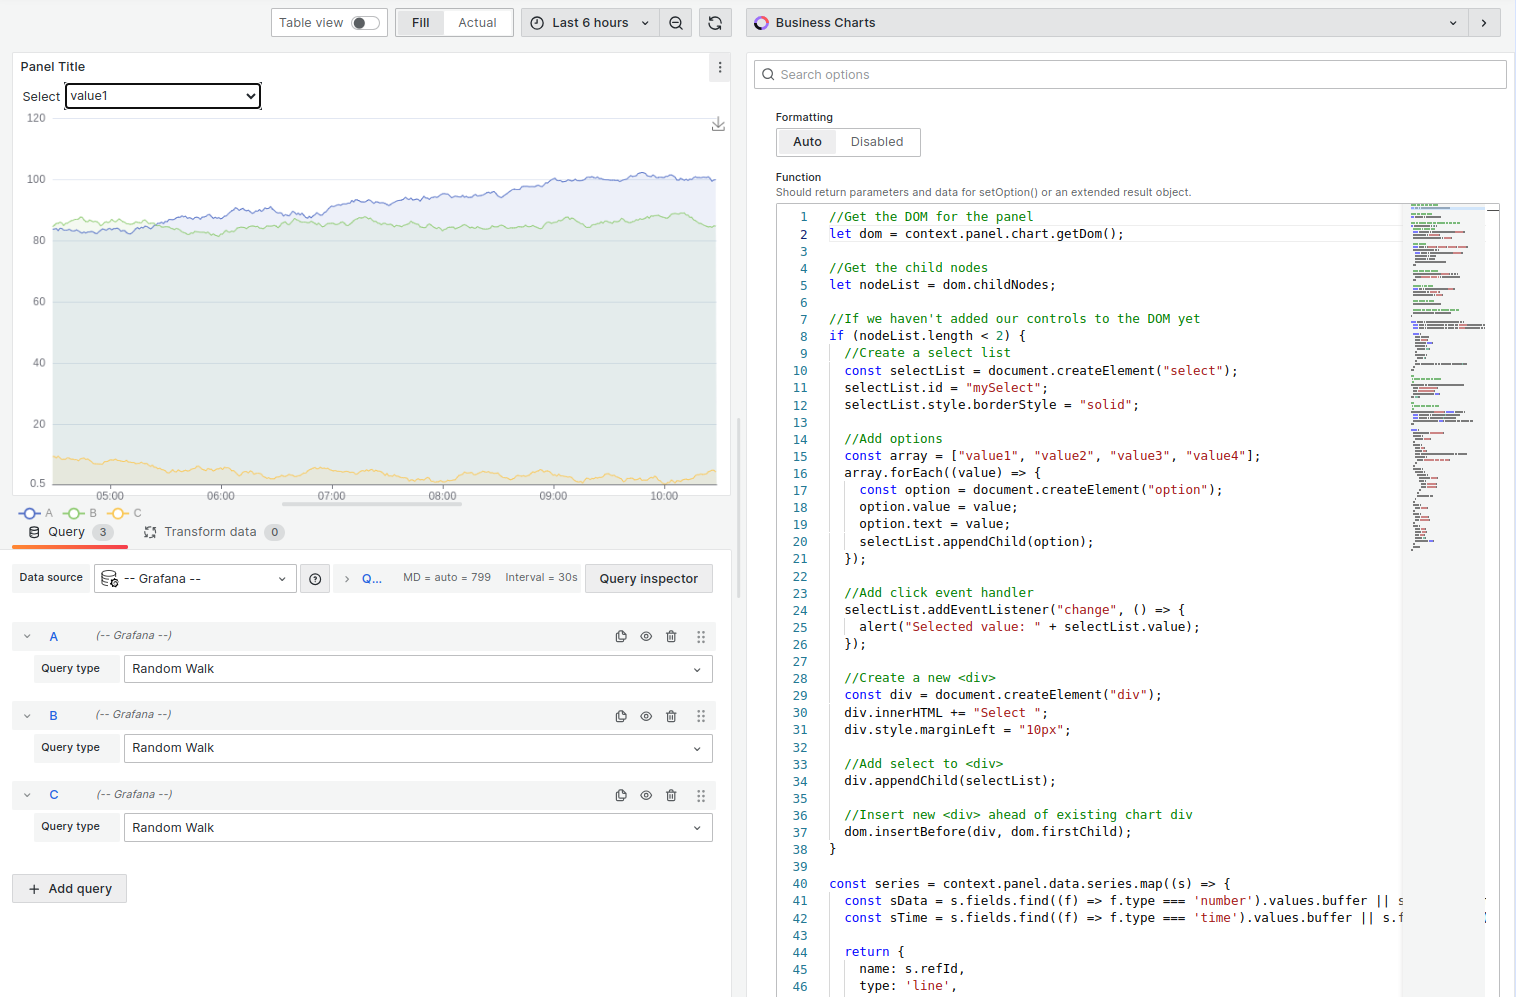 Table view
Fill
Actual
Last 6 hours
Business Charts
Panel Title
Select value1
120
100
80
60
40
20
0.5
05:00 06:00 07:00 08:00 09:00 10:00
A B C
Query 3 Transform data 0
Data source -- Grafana -- Q... MD = auto = 799 Interval = 30s Query inspector
A (-- Grafana --)
Query type Random Walk
B (-- Grafana --)
Query type Random Walk
C (-- Grafana --)
Query type Random Walk
+ Add query
Search options
Formatting
Auto Disabled
Function
Should return parameters and data for setOption() or an extended result object.
1 //Get the DOM for the panel
2 let dom = context.panel.chart.getDom();
3
4 //Get the child nodes
5 let nodeList = dom.childNodes;
6
7 //If we haven't added our controls to the DOM yet
8 if (nodeList.length < 2) {
9 //Create a select list
10 const selectList = document.createElement("select");
11 selectList.id = "mySelect";
12 selectList.style.borderStyle = "solid";
13
14 //Add options
15 const array = ["value1", "value2", "value3", "value4"];
16 array.forEach((value) => {
17 const option = document.createElement("option");
18 option.value = value;
19 option.text = value;
20 selectList.appendChild(option);
21 });
22
23 //Add click event handler
24 selectList.addEventListener("change", () => {
25 alert("Selected value: " + selectList.value);
26 });
27
28 //Create a new <div>
29 const div = document.createElement("div");
30 div.innerHTML += "Select ";
31 div.style.marginLeft = "10px";
32
33 //Add select to <div>
34 div.appendChild(selectList);
35
36 //Insert new <div> ahead of existing chart div
37 dom.insertBefore(div, dom.firstChild);
38 }
39
40 const series = context.panel.data.series.map((s) => {
41 const sData = s.fields.find((f) => f.type === 'number').values.buffer || s
42 const sTime = s.fields.find((f) => f.type === 'time').values.buffer || s.f
43
44 return {
45 name: s.refId,
46 type: 'line',